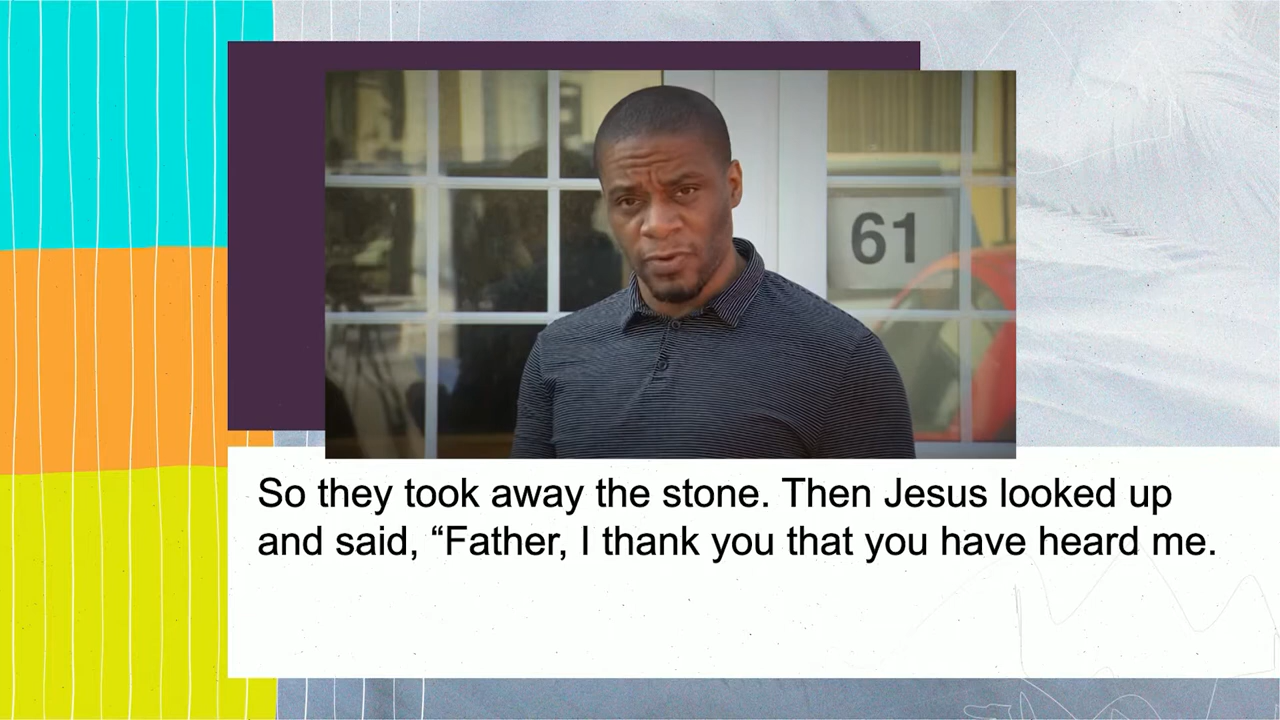 61
So they took away the stone. Then Jesus looked up
and said, “Father, I thank you that you have heard me.